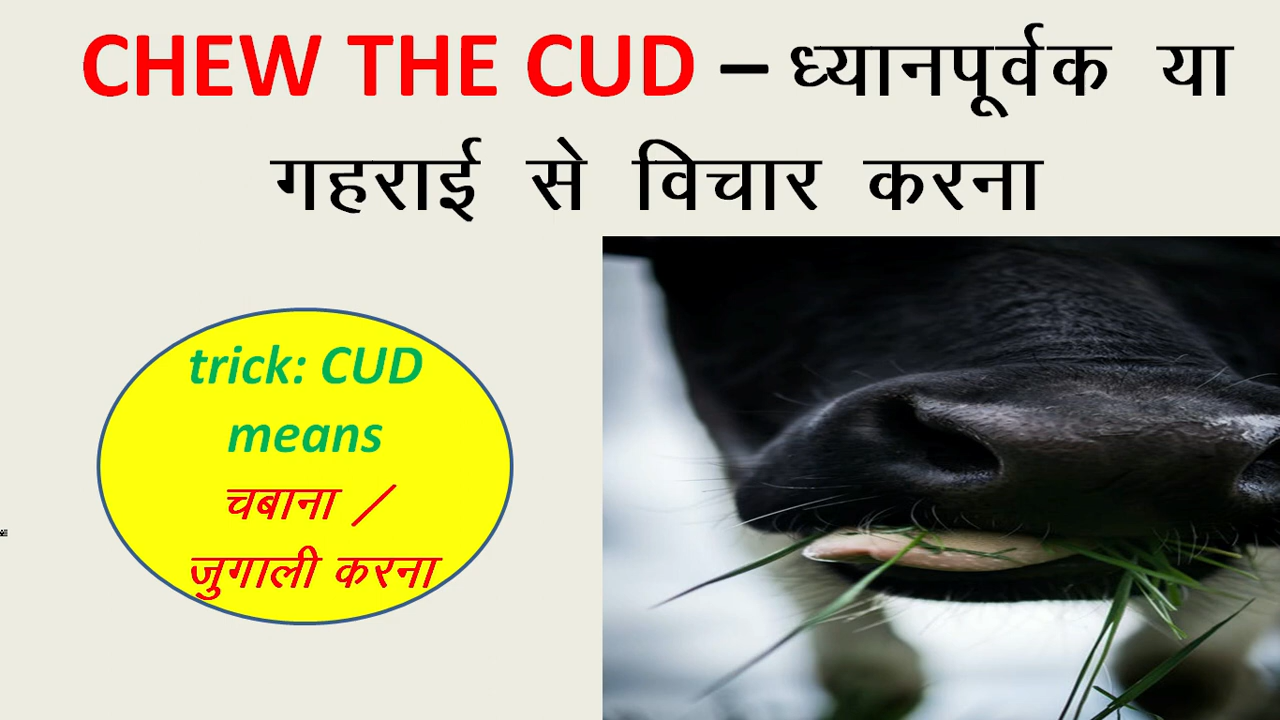 CHEW THE CUD – ध्यानपूर्वक या
गहराई से विचार करना
trick: CUD
means
चबाना /
जुगाली करना